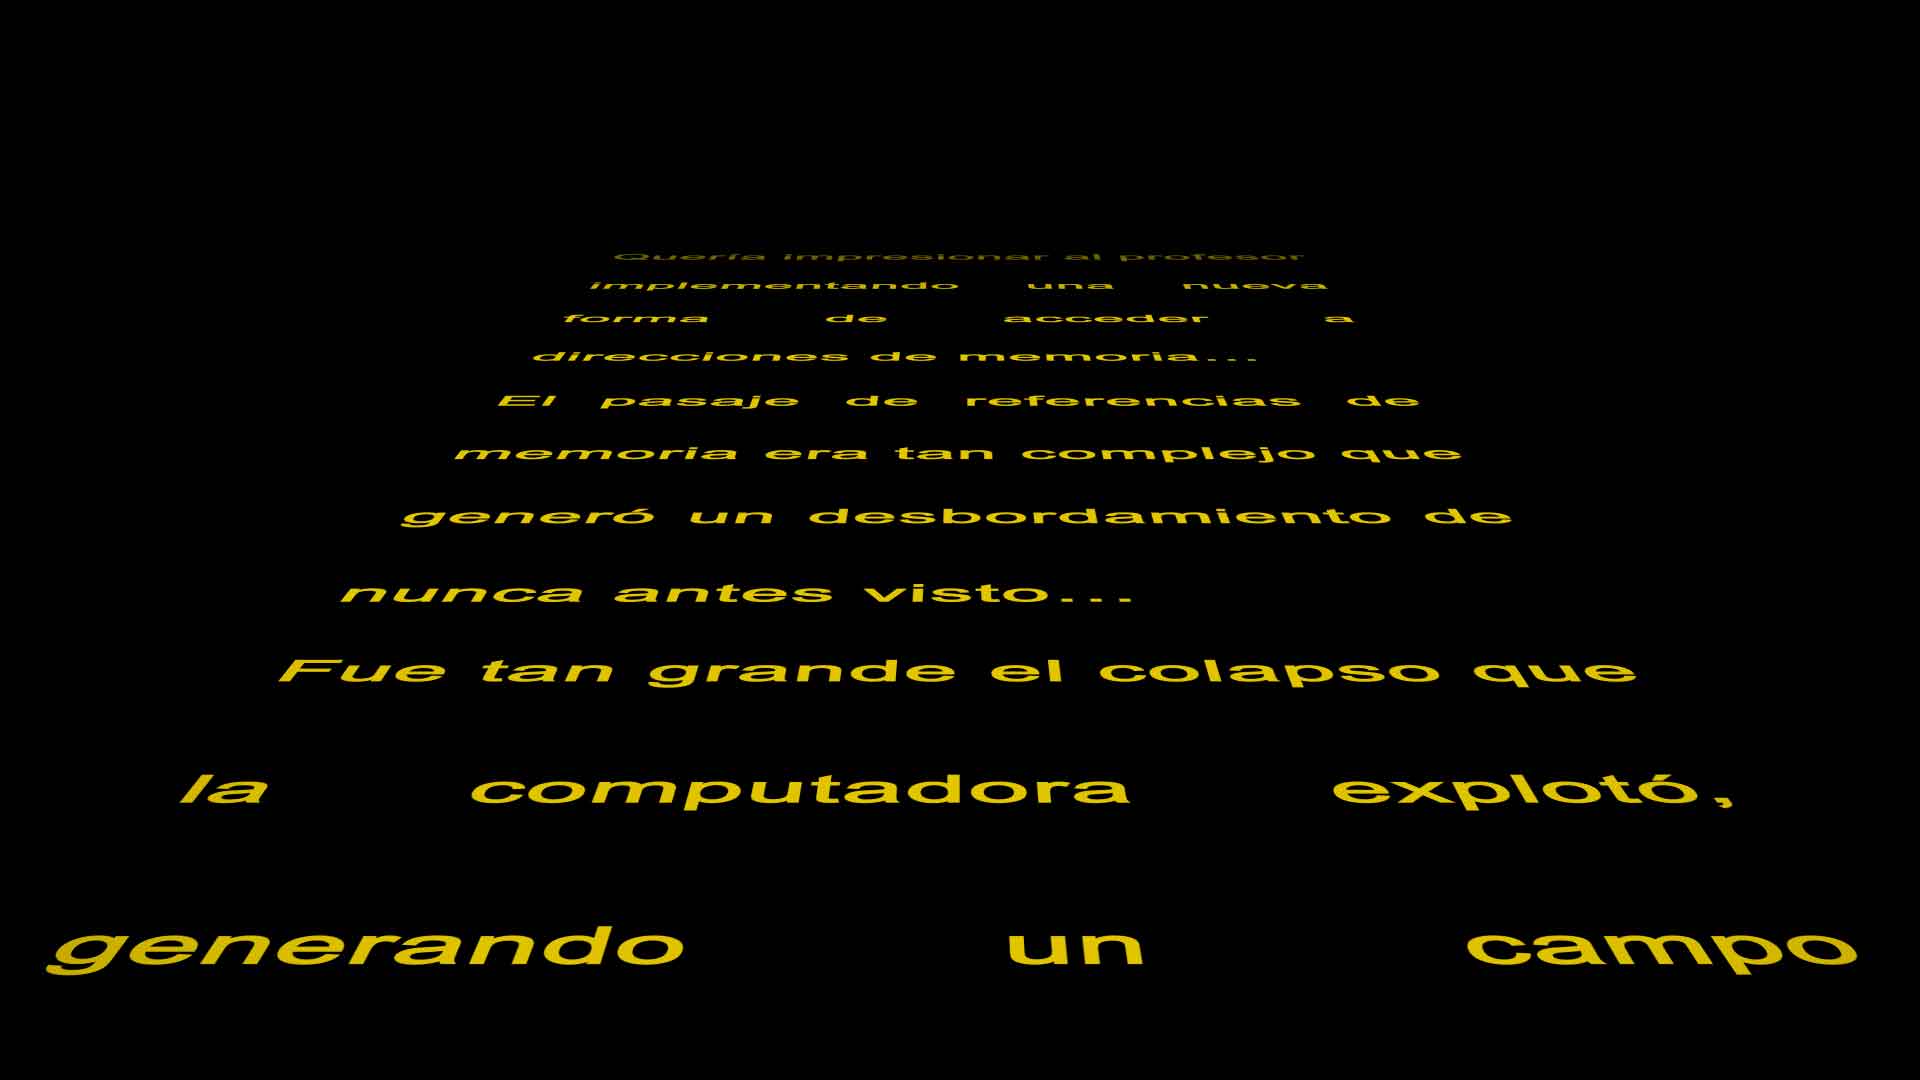 Quería impresionar al profesor
implementando una nueva
forma de acceder a
direcciones de memoria...
El pasaje de referencias de
memoria era tan complejo que
generó un desbordamiento de
nunca antes visto...
Fue tan grande el colapso que
la computadora explotó,
generando un campo